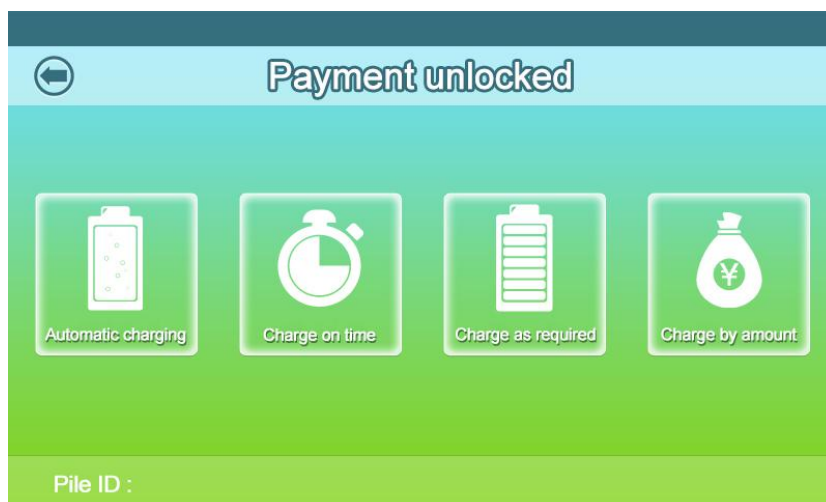 Payment unlocked
Automatic charging
Charge on time
Charge as required
¥
Charge by amount
Pile ID :